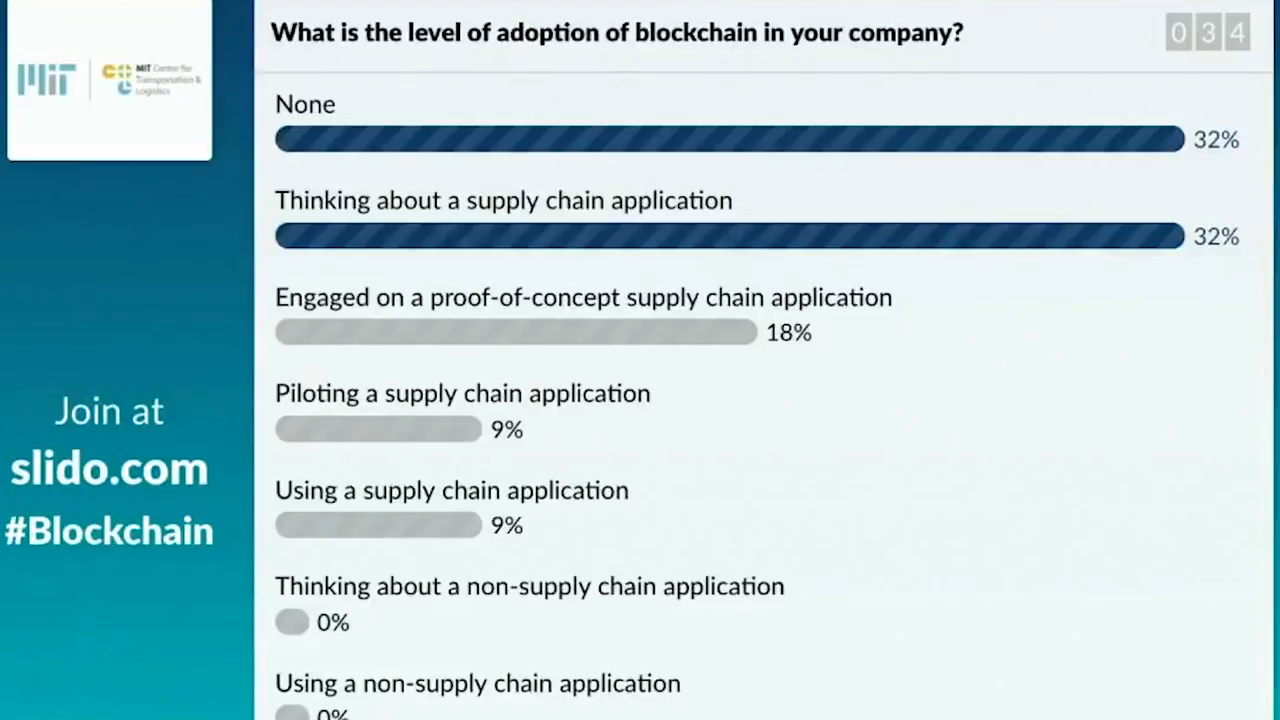 MIT
MIT Center for
Transportation &
Logistics
What is the level of adoption of blockchain in your company?
034
None
32%
Thinking about a supply chain application
32%
Engaged on a proof-of-concept supply chain application
18%
Piloting a supply chain application
9%
Using a supply chain application
9%
Thinking about a non-supply chain application
0%
Using a non-supply chain application
0%
Join at
slido.com
#Blockchain